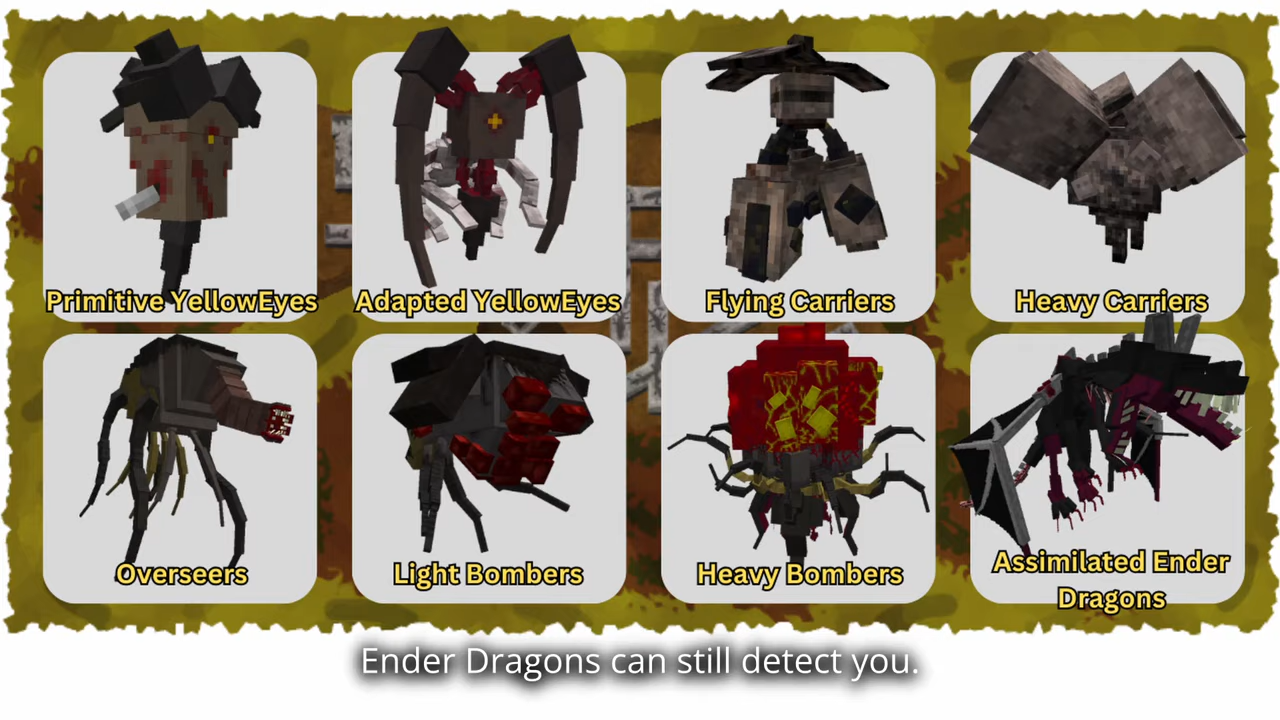 Primitive YellowEyes
Adapted YellowEyes
Flying Carriers
Heavy Carriers
Overseers
Light Bombers
Heavy Bombers
Assimilated Ender
Dragons
Ender Dragons can still detect you.